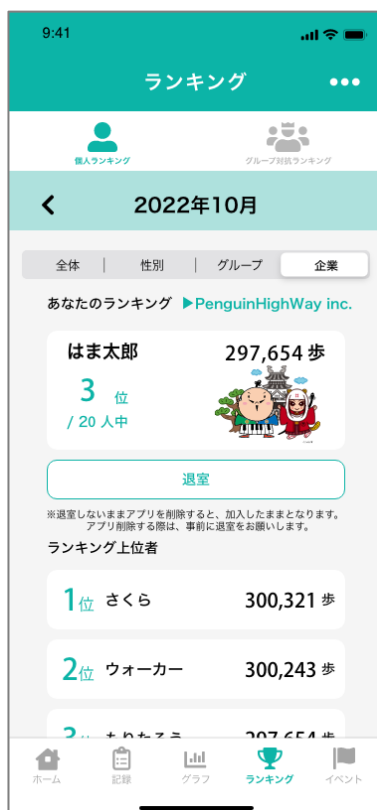 9:41
ランキング
個人ランキング
グループ対抗ランキング
2022年10月
全体
性別
グループ
企業
あなたのランキング ▶PenguinHighWay inc.
はま太郎
297,654 歩
3 位
/ 20 人中
退室
※退室しないままアプリを削除すると、加入したままとなります。
アプリ削除する際は、事前に退室をお願いします。
ランキング上位者
1位 さくら 300,321 歩
2位 ウォーカー 300,243 歩
297,654 歩
ホーム
記録
グラフ
ランキング
イベント